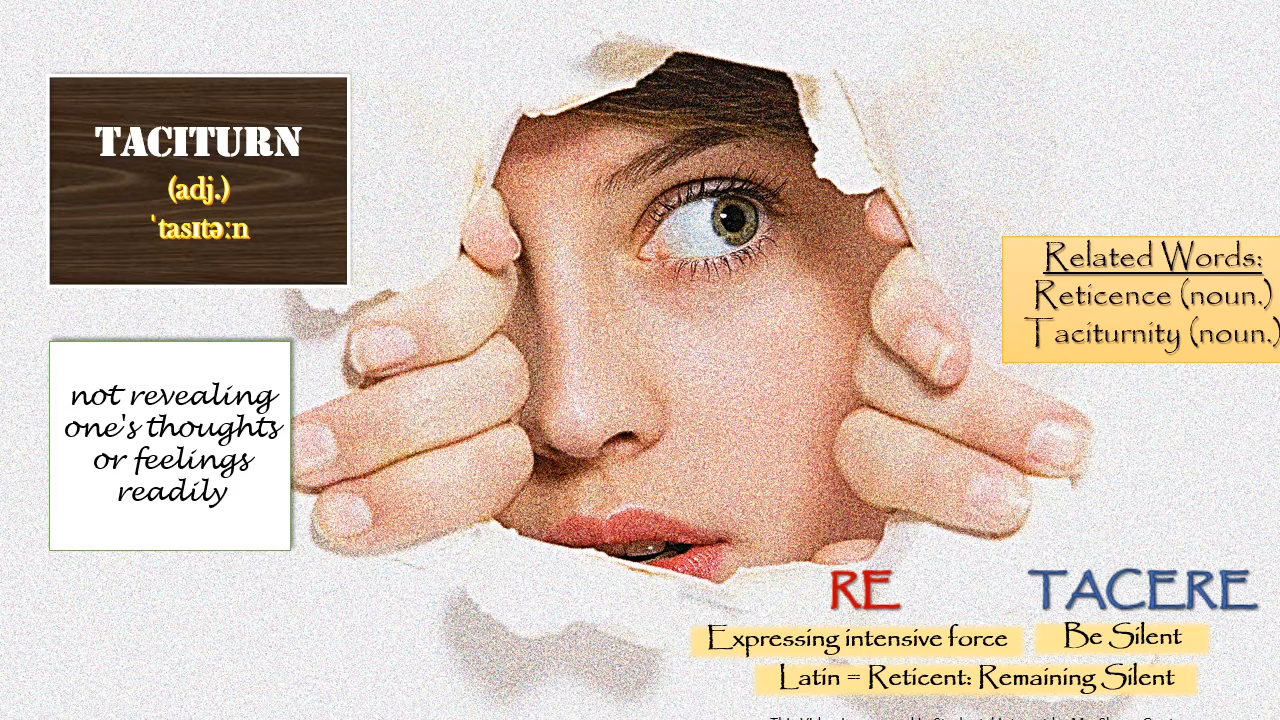 TACITURN
(adj.)
ˈtasɪtəːn
not revealing
one's thoughts
or feelings
readily
Related Words:
Reticence (noun.)
Taciturnity (noun.)
RE TACERE
Expressing intensive force Be Silent
Latin = Reticent: Remaining Silent